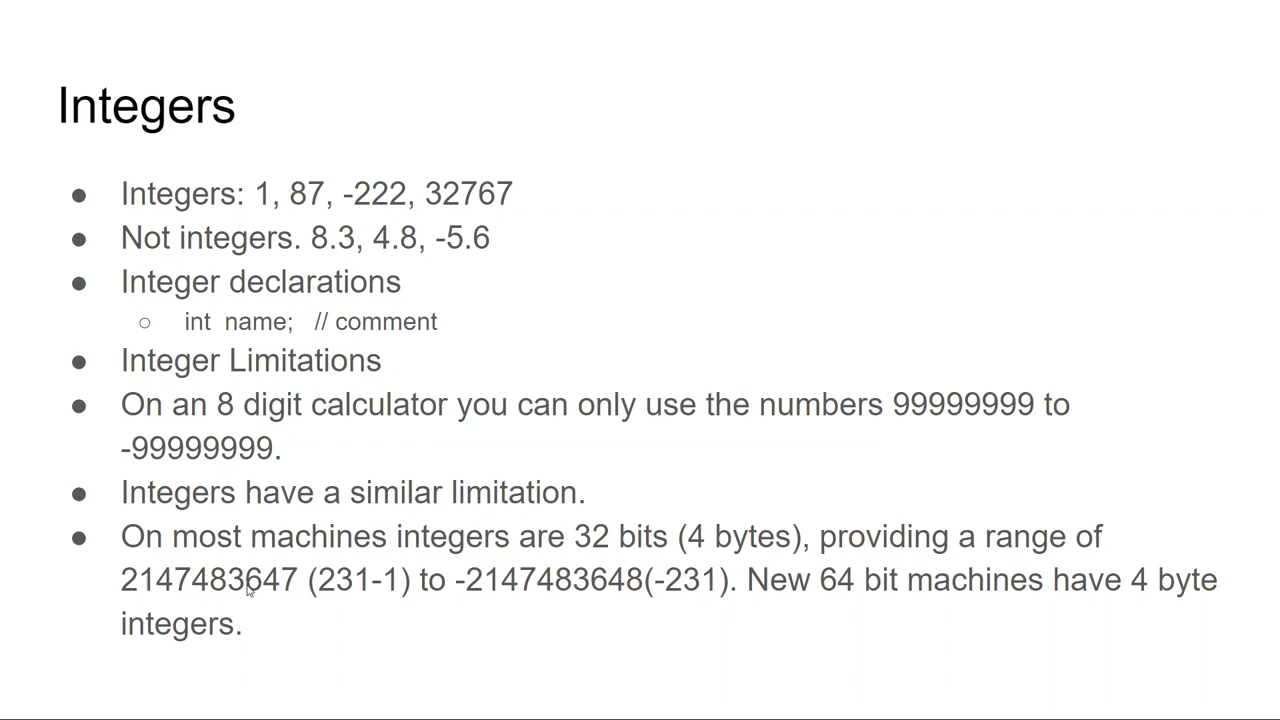 Integers
● Integers: 1, 87, -222, 32767
● Not integers. 8.3, 4.8, -5.6
● Integer declarations
○ int name; // comment
● Integer Limitations
● On an 8 digit calculator you can only use the numbers 99999999 to
-99999999.
● Integers have a similar limitation.
● On most machines integers are 32 bits (4 bytes), providing a range of
2147483647 (231-1) to -2147483648(-231). New 64 bit machines have 4 byte
integers.